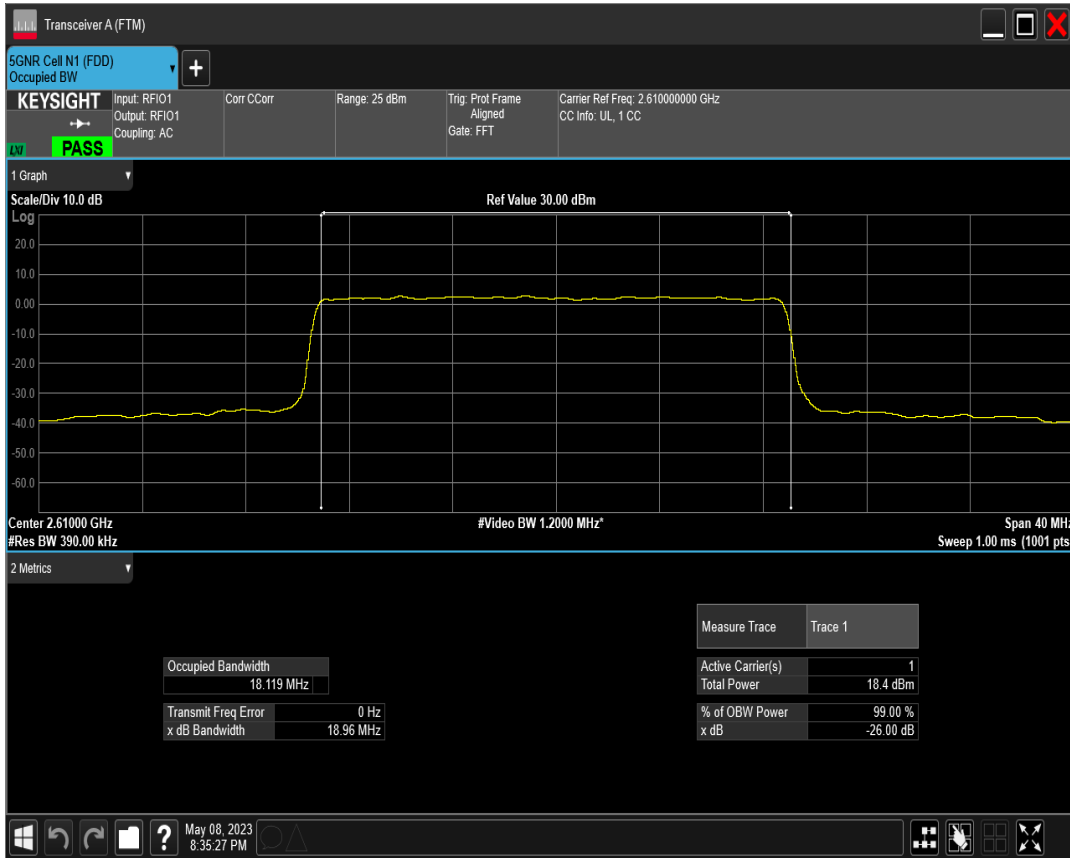 Transceiver A (FTM)
5GNR Cell N1 (FDD)
Occupied BW
+
KEYSIGHT
LXI
PASS
Input: RFIO1
Output: RFIO1
Coupling: AC
Corr CCorr
Range: 25 dBm
Trig: Prot Frame
Aligned
Gate: FFT
Carrier Ref Freq: 2.610000000 GHz
CC Info: UL, 1 CC
1 Graph
Scale/Div 10.0 dB
Ref Value 30.00 dBm
Log
20.0
10.0
0.00
-10.0
-20.0
-30.0
-40.0
-50.0
-60.0
Center 2.61000 GHz
#Video BW 1.2000 MHz*
Span 40 MHz
#Res BW 390.00 kHz
Sweep 1.00 ms (1001 pts
2 Metrics
Measure Trace Trace 1
Occupied Bandwidth
18.119 MHz
Active Carrier(s) 1
Total Power 18.4 dBm
Transmit Freq Error 0 Hz
x dB Bandwidth 18.96 MHz
% of OBW Power 99.00 %
x dB -26.00 dB
?
May 08, 2023
8:35:27 PM